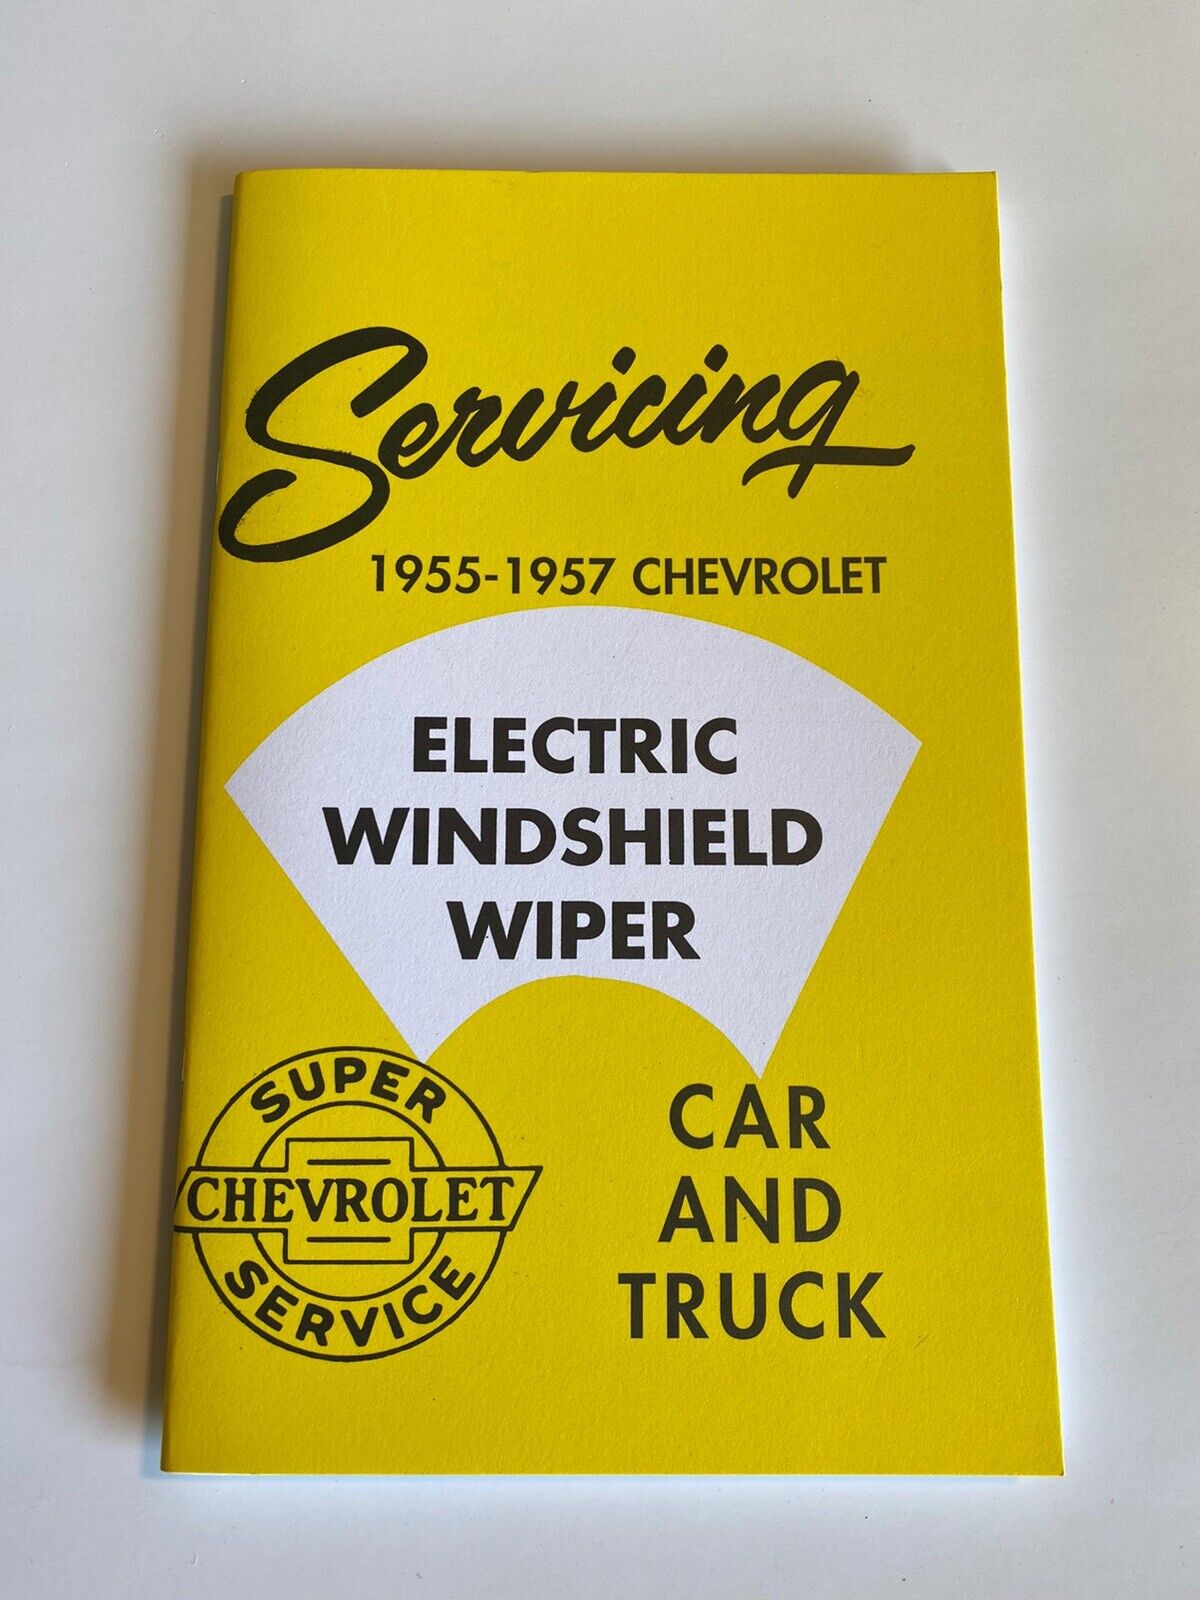 Servicing
1955-1957 CHEVROLET
ELECTRIC
WINDSHIELD
WIPER
SUPER
CHEVROLET
SERVICE
CAR
AND
TRUCK